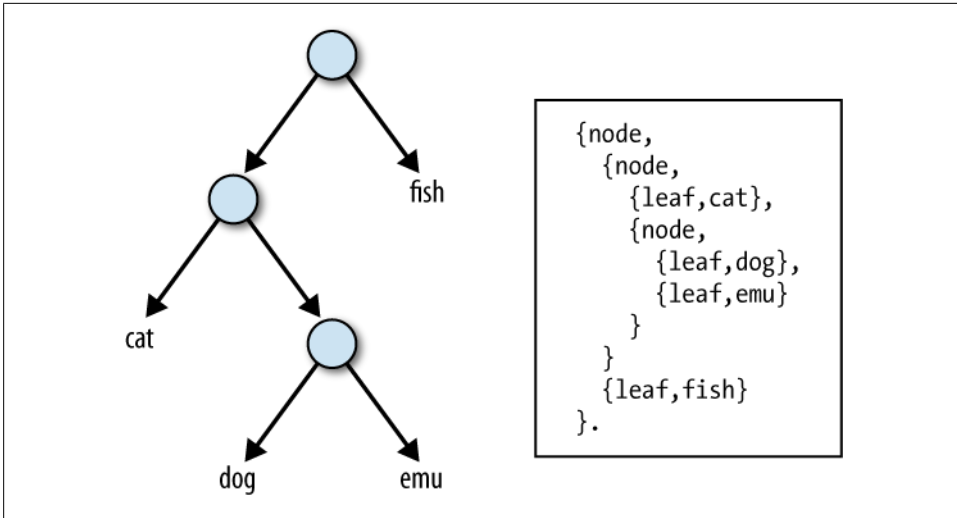 fish
cat
dog
emu
{node,
  {node,
    {leaf,cat},
    {node,
      {leaf,dog},
      {leaf,emu}
    }
  }
  {leaf,fish}
}.